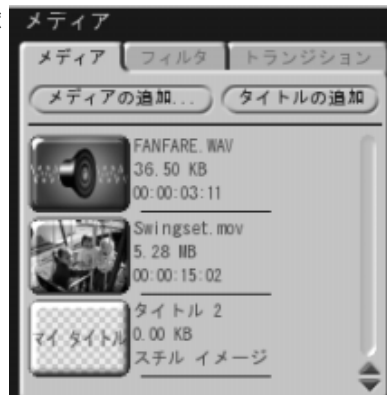 メディア
メディア フィルタ トランジション
メディアの追加... タイトルの追加
FANFARE.WAV
36.50 KB
00:00:03:11
Swingset.mov
5.28 MB
00:00:15:02
マイ タイトル
タイトル 2
0.00 KB
スチル イメージ